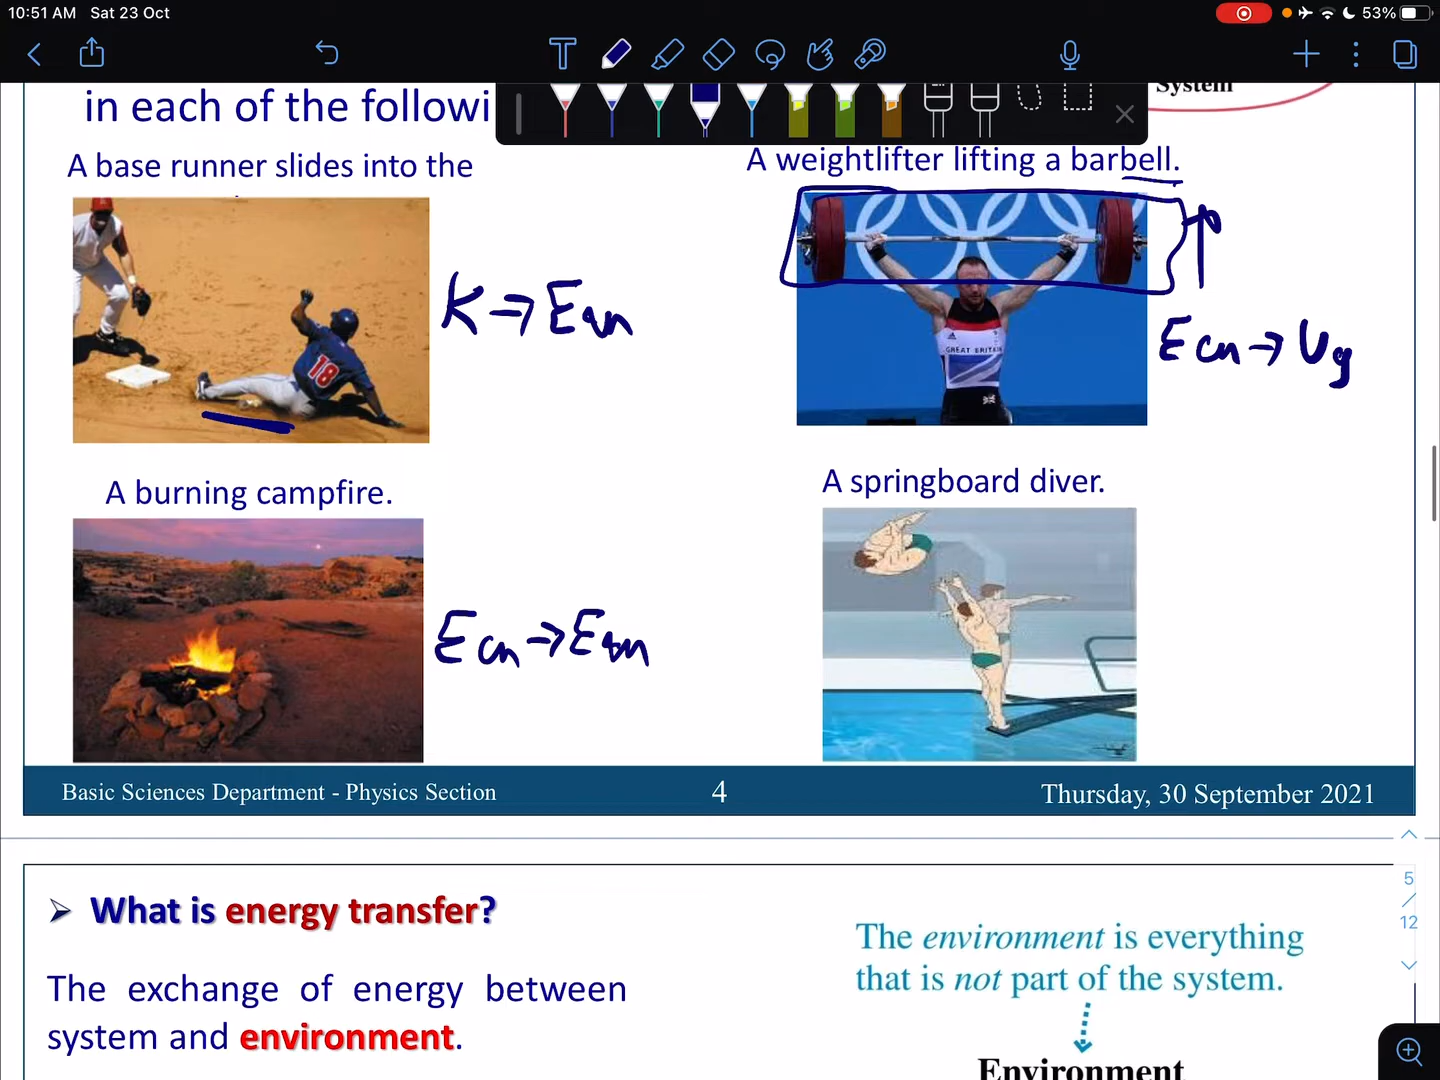 10:51 AM Sat 23 Oct
53%
in each of the followi
System
A base runner slides into the
A weightlifter lifting a barbell.
18
GREAT BRITAIN
K → Eth
Ech → Ug
A burning campfire.
A springboard diver.
Ech → Eth
Basic Sciences Department - Physics Section
4
Thursday, 30 September 2021
What is energy transfer?
The exchange of energy between
system and environment.
The environment is everything
that is not part of the system.
Environment
5
/
12